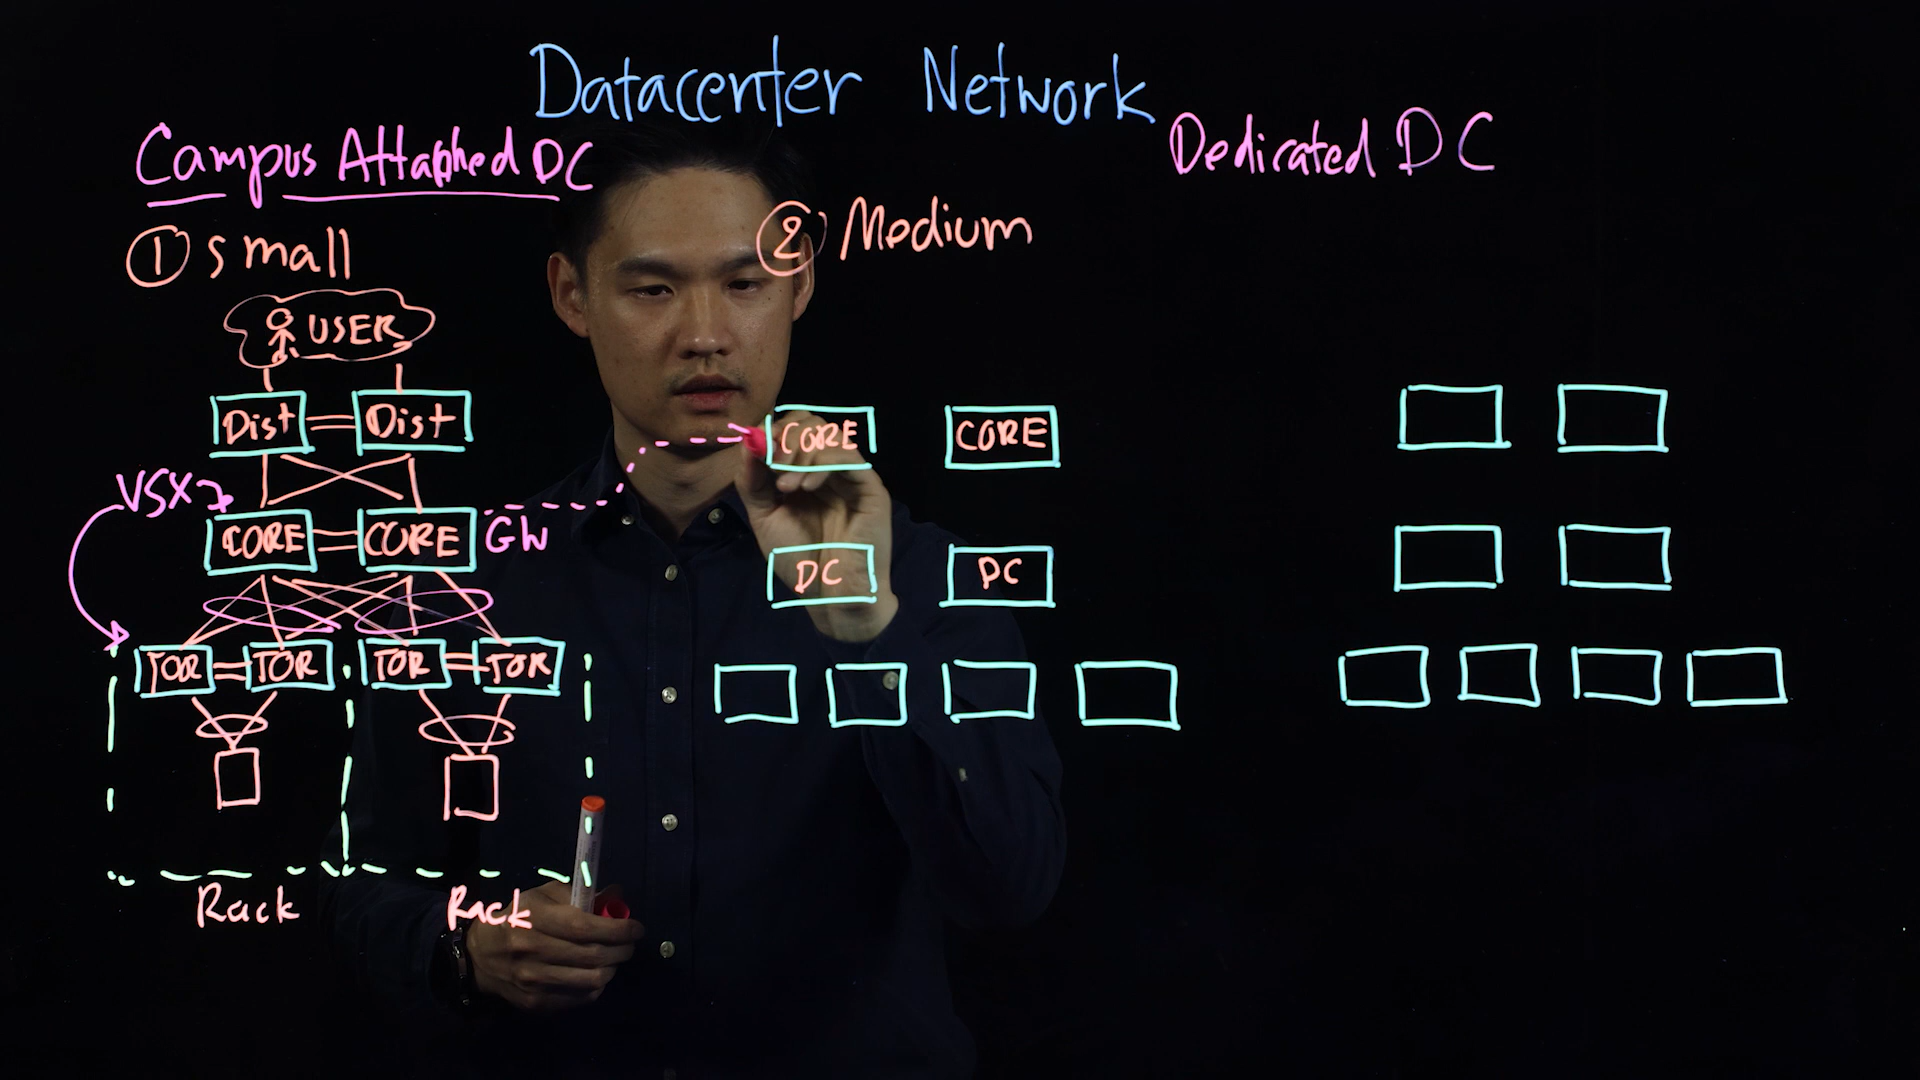 Datacenter Network
Campus Attached DC
Dedicated DC
① small
② Medium
USER
Dist Dist
VSX
CORE CORE GW
TOR TOR TOR TOR
Rack Rack
CORE CORE
DC DC